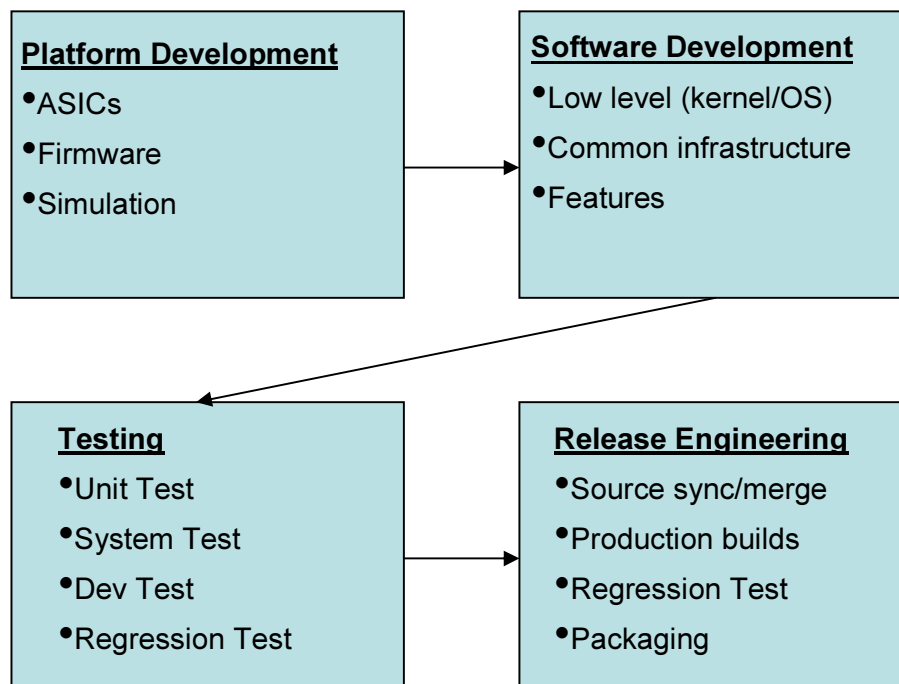 Platform Development
•ASICs
•Firmware
•Simulation
Software Development
•Low level (kernel/OS)
•Common infrastructure
•Features
Testing
•Unit Test
•System Test
•Dev Test
•Regression Test
Release Engineering
•Source sync/merge
•Production builds
•Regression Test
•Packaging